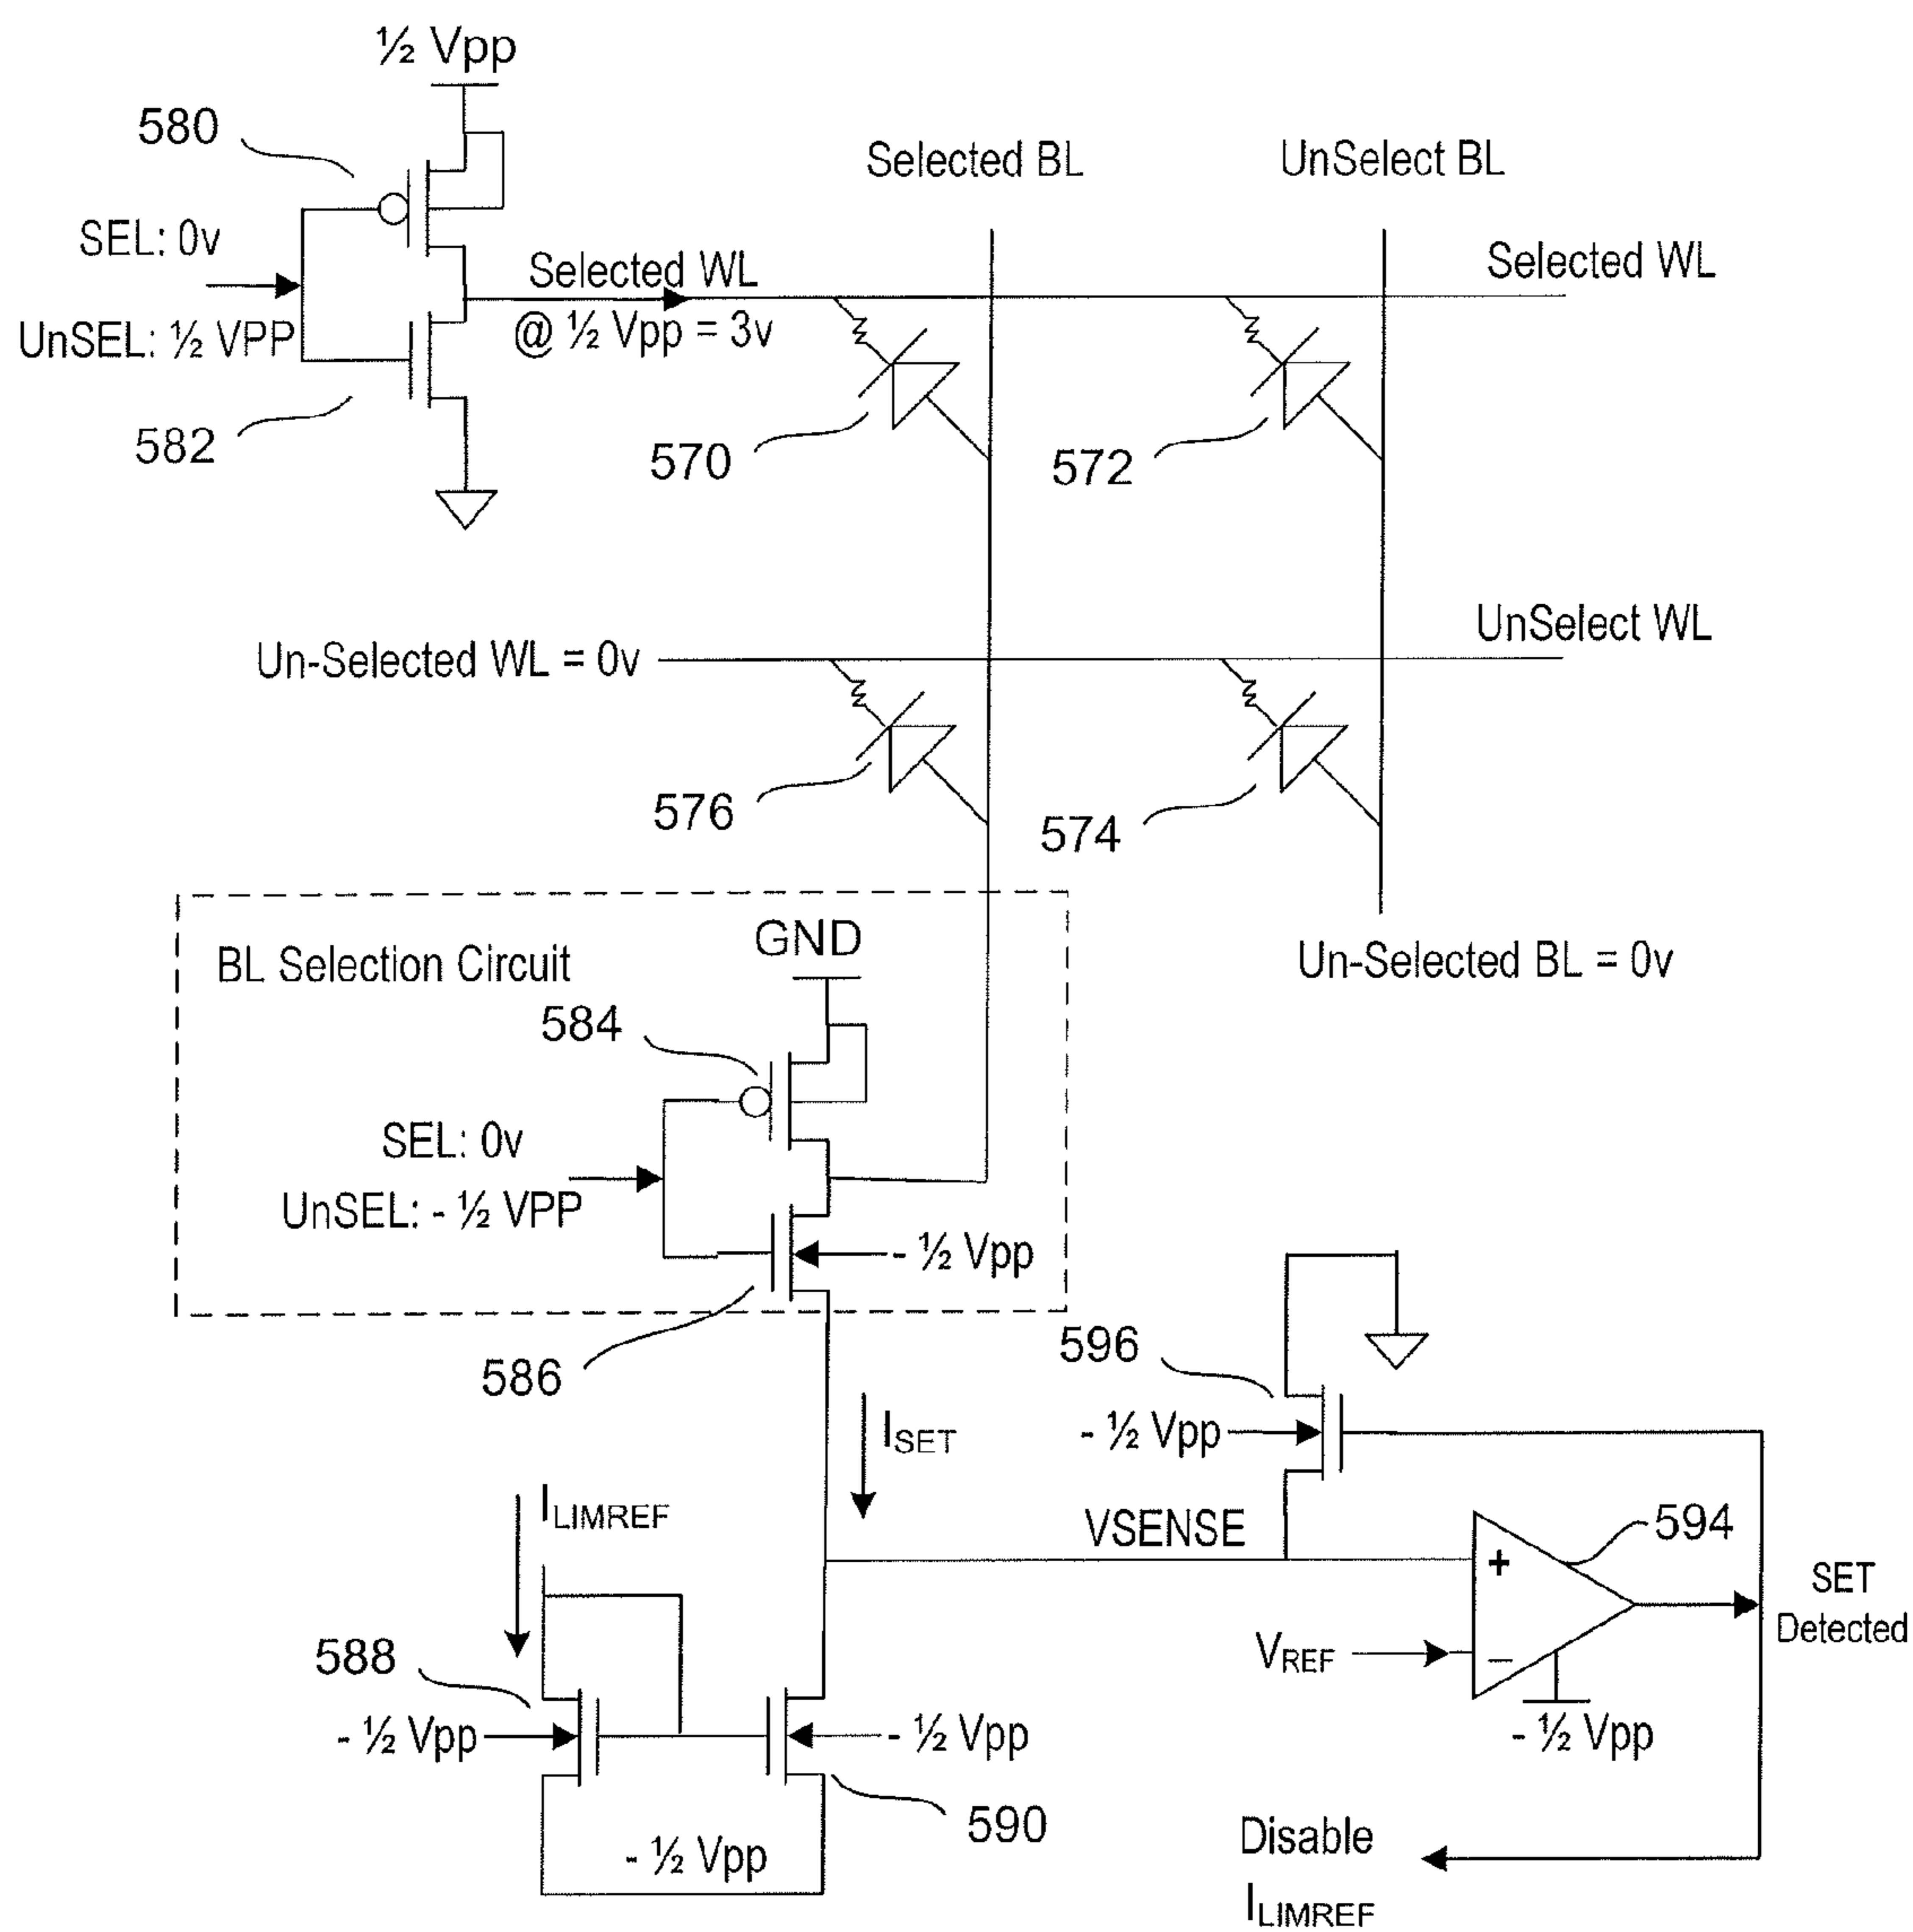 ½ Vpp
580
Selected BL
UnSelect BL
SEL: 0v
Selected WL
Selected WL
UnSEL: ½ VPP
@ ½ Vpp = 3v
582
570
572
UnSelect WL
Un-Selected WL = 0v
576
574
GND
BL Selection Circuit
Un-Selected BL = 0v
584
SEL: 0v
UnSEL: - ½ VPP
- ½ Vpp
586
596
- ½ Vpp
ISET
ILIMREF
VSENSE
594
+
SET
Detected
588
VREF
–
- ½ Vpp
- ½ Vpp
- ½ Vpp
590
- ½ Vpp
Disable
ILIMREF